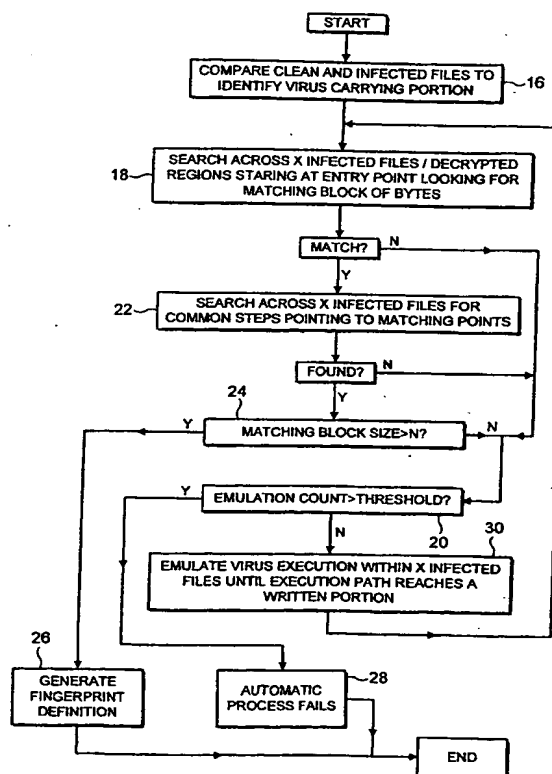 START
COMPARE CLEAN AND INFECTED FILES TO
IDENTIFY VIRUS CARRYING PORTION
16
18
SEARCH ACROSS X INFECTED FILES / DECRYPTED
REGIONS STARING AT ENTRY POINT LOOKING FOR
MATCHING BLOCK OF BYTES
MATCH?
N
Y
22
SEARCH ACROSS X INFECTED FILES FOR
COMMON STEPS POINTING TO MATCHING POINTS
FOUND?
N
Y
24
Y
MATCHING BLOCK SIZE>N?
N
Y
EMULATION COUNT>THRESHOLD?
20
N
30
EMULATE VIRUS EXECUTION WITHIN X INFECTED
FILES UNTIL EXECUTION PATH REACHES A
WRITTEN PORTION
26
GENERATE
FINGERPRINT
DEFINITION
28
AUTOMATIC
PROCESS FAILS
END